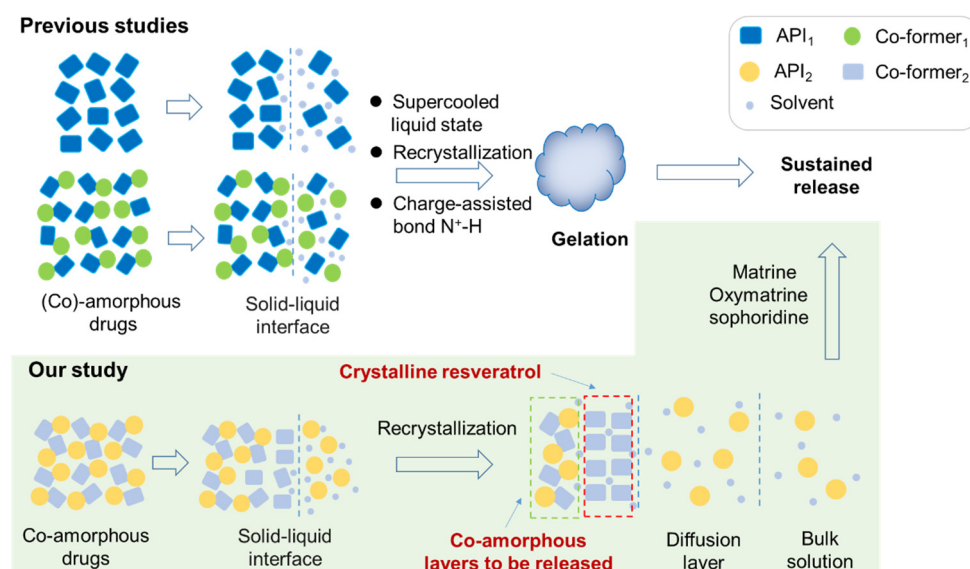 Previous studies
API1
Co-former1
API2
Co-former2
Solvent
Supercooled
liquid state
Recrystallization
Charge-assisted
bond N+-H
Gelation
Sustained
release
(Co)-amorphous
drugs
Solid-liquid
interface
Matrine
Oxymatrine
sophoridine
Our study
Crystalline resveratrol
Recrystallization
Co-amorphous
drugs
Solid-liquid
interface
Co-amorphous
layers to be released
Diffusion
layer
Bulk
solution